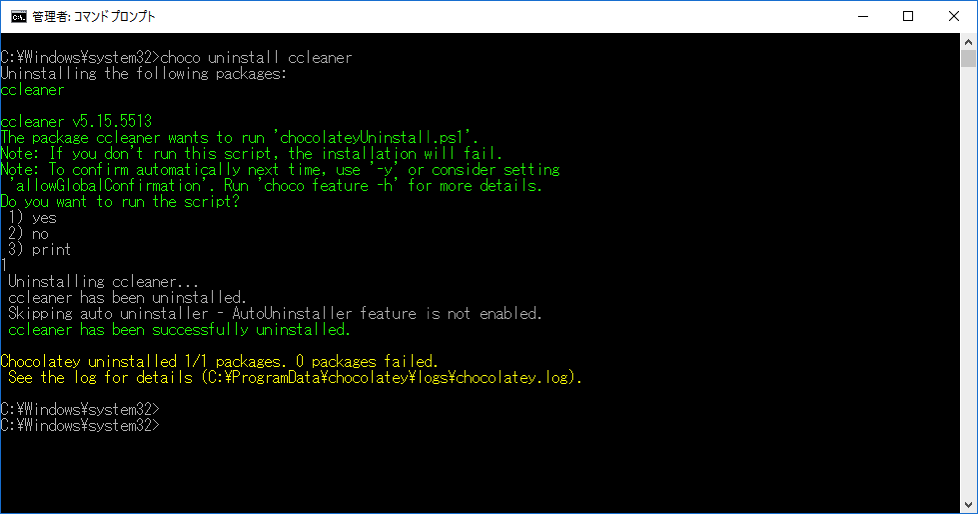 管理者: コマンドプロンプト
C:¥Windows¥system32>choco uninstall ccleaner
Uninstalling the following packages:
ccleaner
ccleaner v5.15.5513
The package ccleaner wants to run 'chocolateyUninstall.ps1'.
Note: If you don't run this script, the installation will fail.
Note: To confirm automatically next time, use '-y' or consider setting
 'allowGlobalConfirmation'. Run 'choco feature -h' for more details.
Do you want to run the script?
 1) yes
 2) no
 3) print
1
 Uninstalling ccleaner...
 ccleaner has been uninstalled.
 Skipping auto uninstaller - AutoUninstaller feature is not enabled.
 ccleaner has been successfully uninstalled.
Chocolatey uninstalled 1/1 packages. 0 packages failed.
 See the log for details (C:¥ProgramData¥chocolatey¥logs¥chocolatey.log).
C:¥Windows¥system32>
C:¥Windows¥system32>